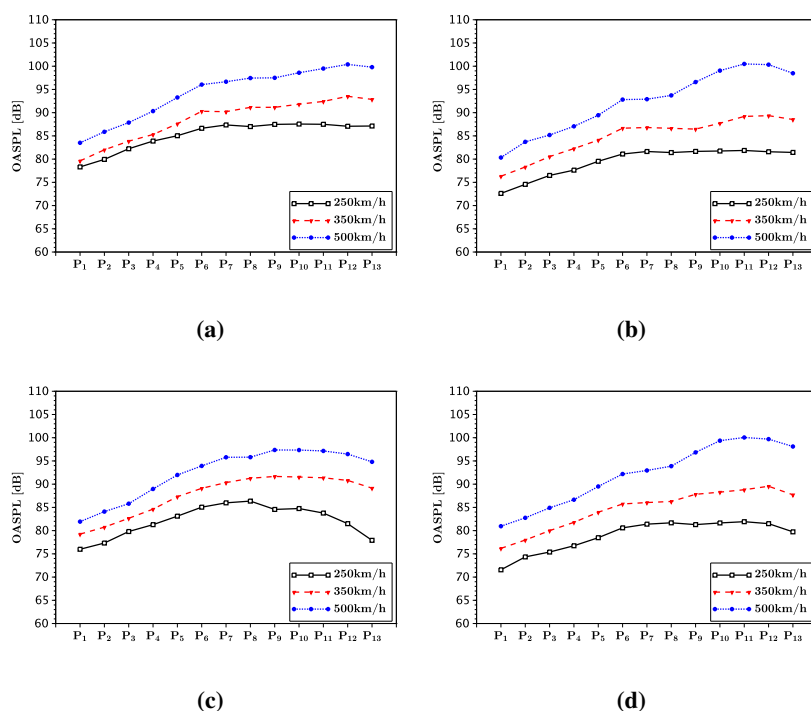 110
105
100
95
90
85
80
75
70
65
60
OASPL [dB]
P₁ P₂ P₃ P₄ P₅ P₆ P₇ P₈ P₉ P₁₀ P₁₁ P₁₂ P₁₃
250km/h
350km/h
500km/h
(a)
110
105
100
95
90
85
80
75
70
65
60
OASPL [dB]
P₁ P₂ P₃ P₄ P₅ P₆ P₇ P₈ P₉ P₁₀ P₁₁ P₁₂ P₁₃
250km/h
350km/h
500km/h
(b)
110
105
100
95
90
85
80
75
70
65
60
OASPL [dB]
P₁ P₂ P₃ P₄ P₅ P₆ P₇ P₈ P₉ P₁₀ P₁₁ P₁₂ P₁₃
250km/h
350km/h
500km/h
(c)
110
105
100
95
90
85
80
75
70
65
60
OASPL [dB]
P₁ P₂ P₃ P₄ P₅ P₆ P₇ P₈ P₉ P₁₀ P₁₁ P₁₂ P₁₃
250km/h
350km/h
500km/h
(d)